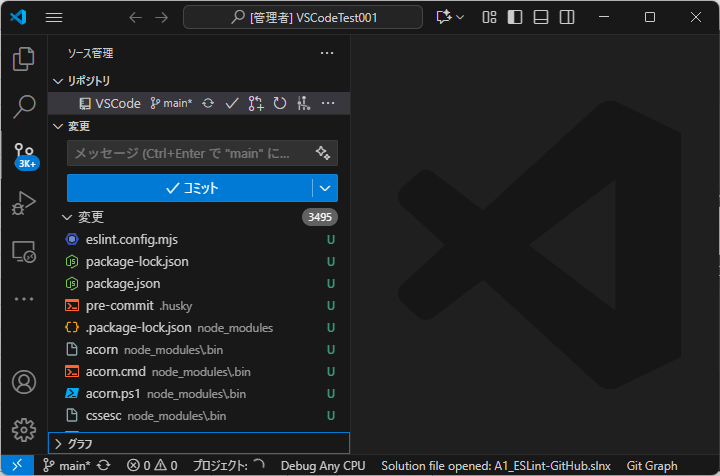 [管理者] VSCodeTest001
ソース管理
リポジトリ
VSCode main*
変更
メッセージ (Ctrl+Enter で "main" に...
コミット
変更 3495
eslint.config.mjs U
package-lock.json U
package.json U
pre-commit .husky U
.package-lock.json node_modules U
acorn node_modules\.bin U
acorn.cmd node_modules\.bin U
acorn.ps1 node_modules\.bin U
cssesc node_modules\.bin U
グラフ
3K+
main* 0 0 プロジェクト: Debug Any CPU Solution file opened: A1_ESLint-GitHub.slnx Git Graph